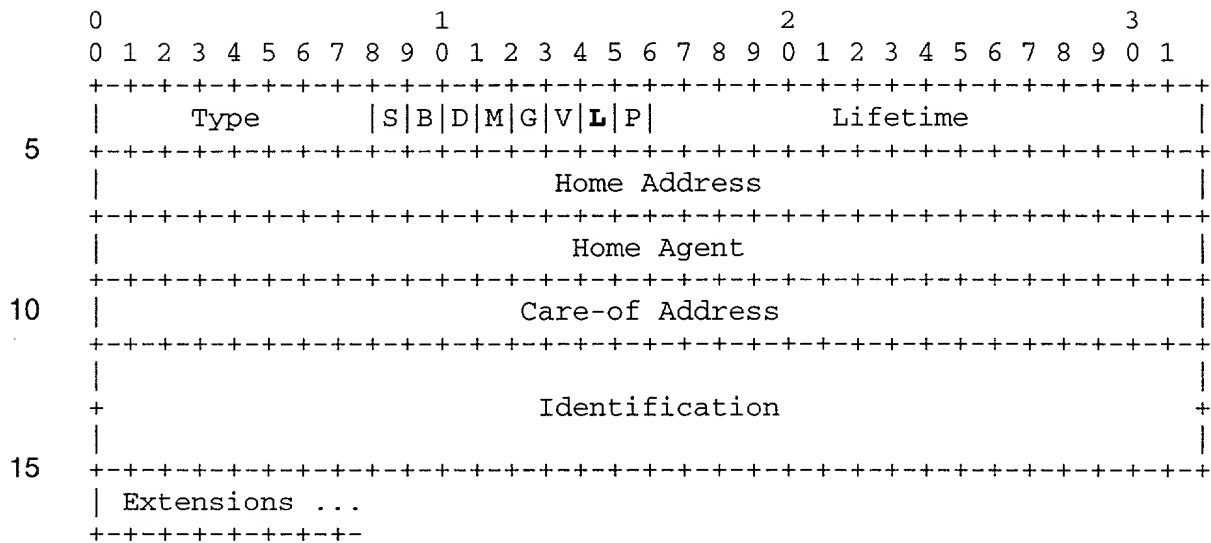 0                   1                   2                   3
0 1 2 3 4 5 6 7 8 9 0 1 2 3 4 5 6 7 8 9 0 1 2 3 4 5 6 7 8 9 0 1
+-+-+-+-+-+-+-+-+-+-+-+-+-+-+-+-+-+-+-+-+-+-+-+-+-+-+-+-+-+-+-+-+
| Type |S|B|D|M|G|V|L|P| Lifetime |
5 +-+-+-+-+-+-+-+-+-+-+-+-+-+-+-+-+-+-+-+-+-+-+-+-+-+-+-+-+-+-+-+-+
| Home Address |
+-+-+-+-+-+-+-+-+-+-+-+-+-+-+-+-+-+-+-+-+-+-+-+-+-+-+-+-+-+-+-+-+
| Home Agent |
+-+-+-+-+-+-+-+-+-+-+-+-+-+-+-+-+-+-+-+-+-+-+-+-+-+-+-+-+-+-+-+-+
10 | Care-of Address |
+-+-+-+-+-+-+-+-+-+-+-+-+-+-+-+-+-+-+-+-+-+-+-+-+-+-+-+-+-+-+-+-+
| |
+ Identification +
| |
15 +-+-+-+-+-+-+-+-+-+-+-+-+-+-+-+-+-+-+-+-+-+-+-+-+-+-+-+-+-+-+-+-+
| Extensions ...
+-+-+-+-+-+-+-+-